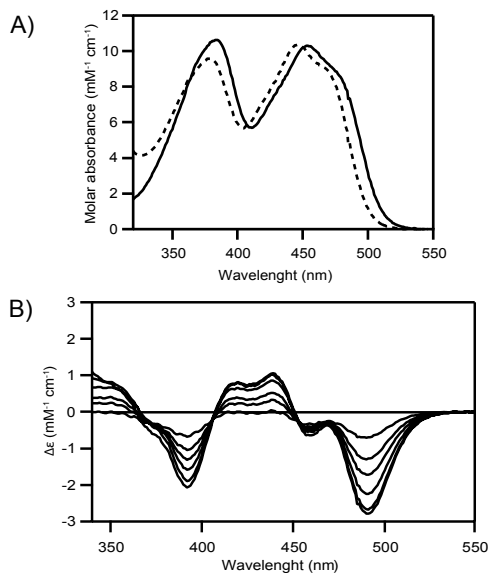 A)
12
10
8
6
4
2
0
Molar absorbance (mM⁻¹ cm⁻¹)
350 400 450 500 550
Wavelenght (nm)
B)
3
2
1
0
-1
-2
-3
Δε (mM⁻¹ cm⁻¹)
350 400 450 500 550
Wavelenght (nm)